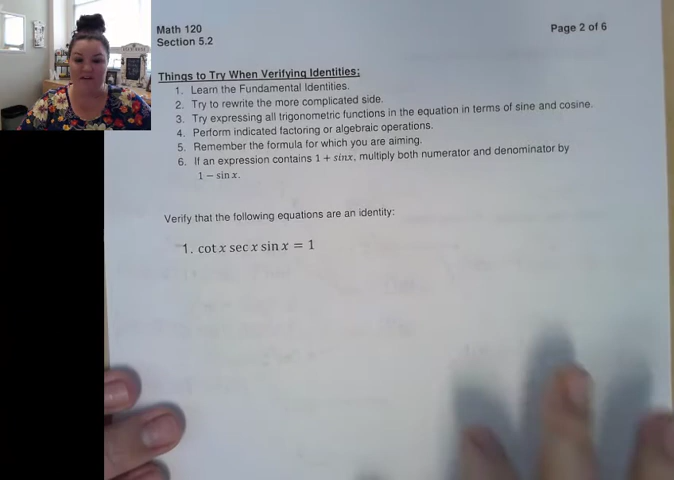 Math 120
Page 2 of 6
Section 5.2
Things to Try When Verifying Identities:
1. Learn the Fundamental Identities.
2. Try to rewrite the more complicated side.
3. Try expressing all trigonometric functions in the equation in terms of sine and cosine.
4. Perform indicated factoring or algebraic operations.
5. Remember the formula for which you are aiming.
6. If an expression contains 1 + sinx, multiply both numerator and denominator by
1 − sin x.
Verify that the following equations are an identity:
1. cot x sec x sin x = 1